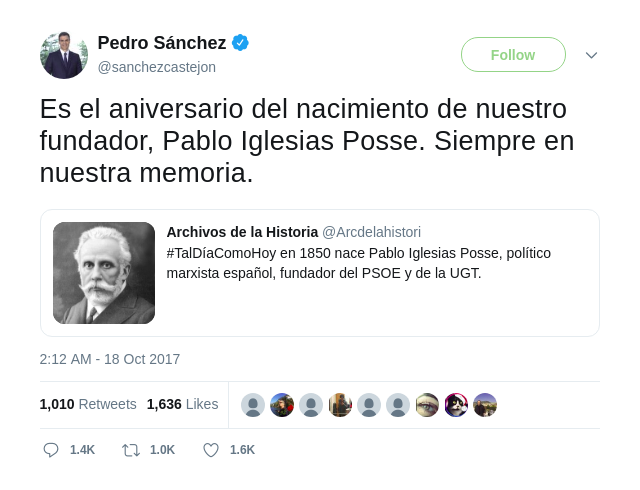 Pedro Sánchez
@sanchezcastejon
Follow
Es el aniversario del nacimiento de nuestro
fundador, Pablo Iglesias Posse. Siempre en
nuestra memoria.
Archivos de la Historia @Arcdelahistori
#TalDíaComoHoy en 1850 nace Pablo Iglesias Posse, político
marxista español, fundador del PSOE y de la UGT.
2:12 AM - 18 Oct 2017
1,010 Retweets 1,636 Likes
1.4K 1.0K 1.6K